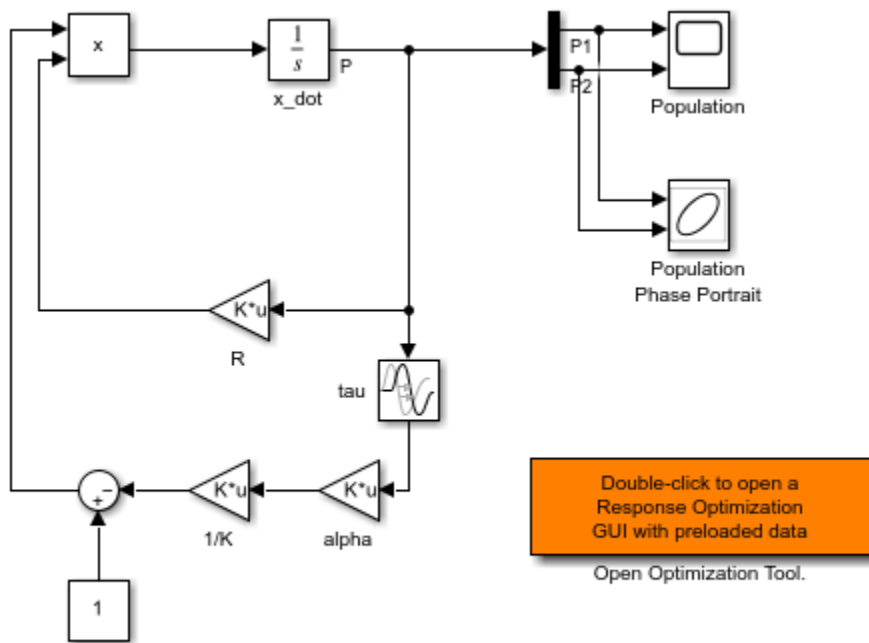 x
1
s
x_dot
P
P1
P2
Population
Population
Phase Portrait
K*u
R
tau
K*u
1/K
K*u
alpha
−
+
1
Double-click to open a
Response Optimization
GUI with preloaded data
Open Optimization Tool.